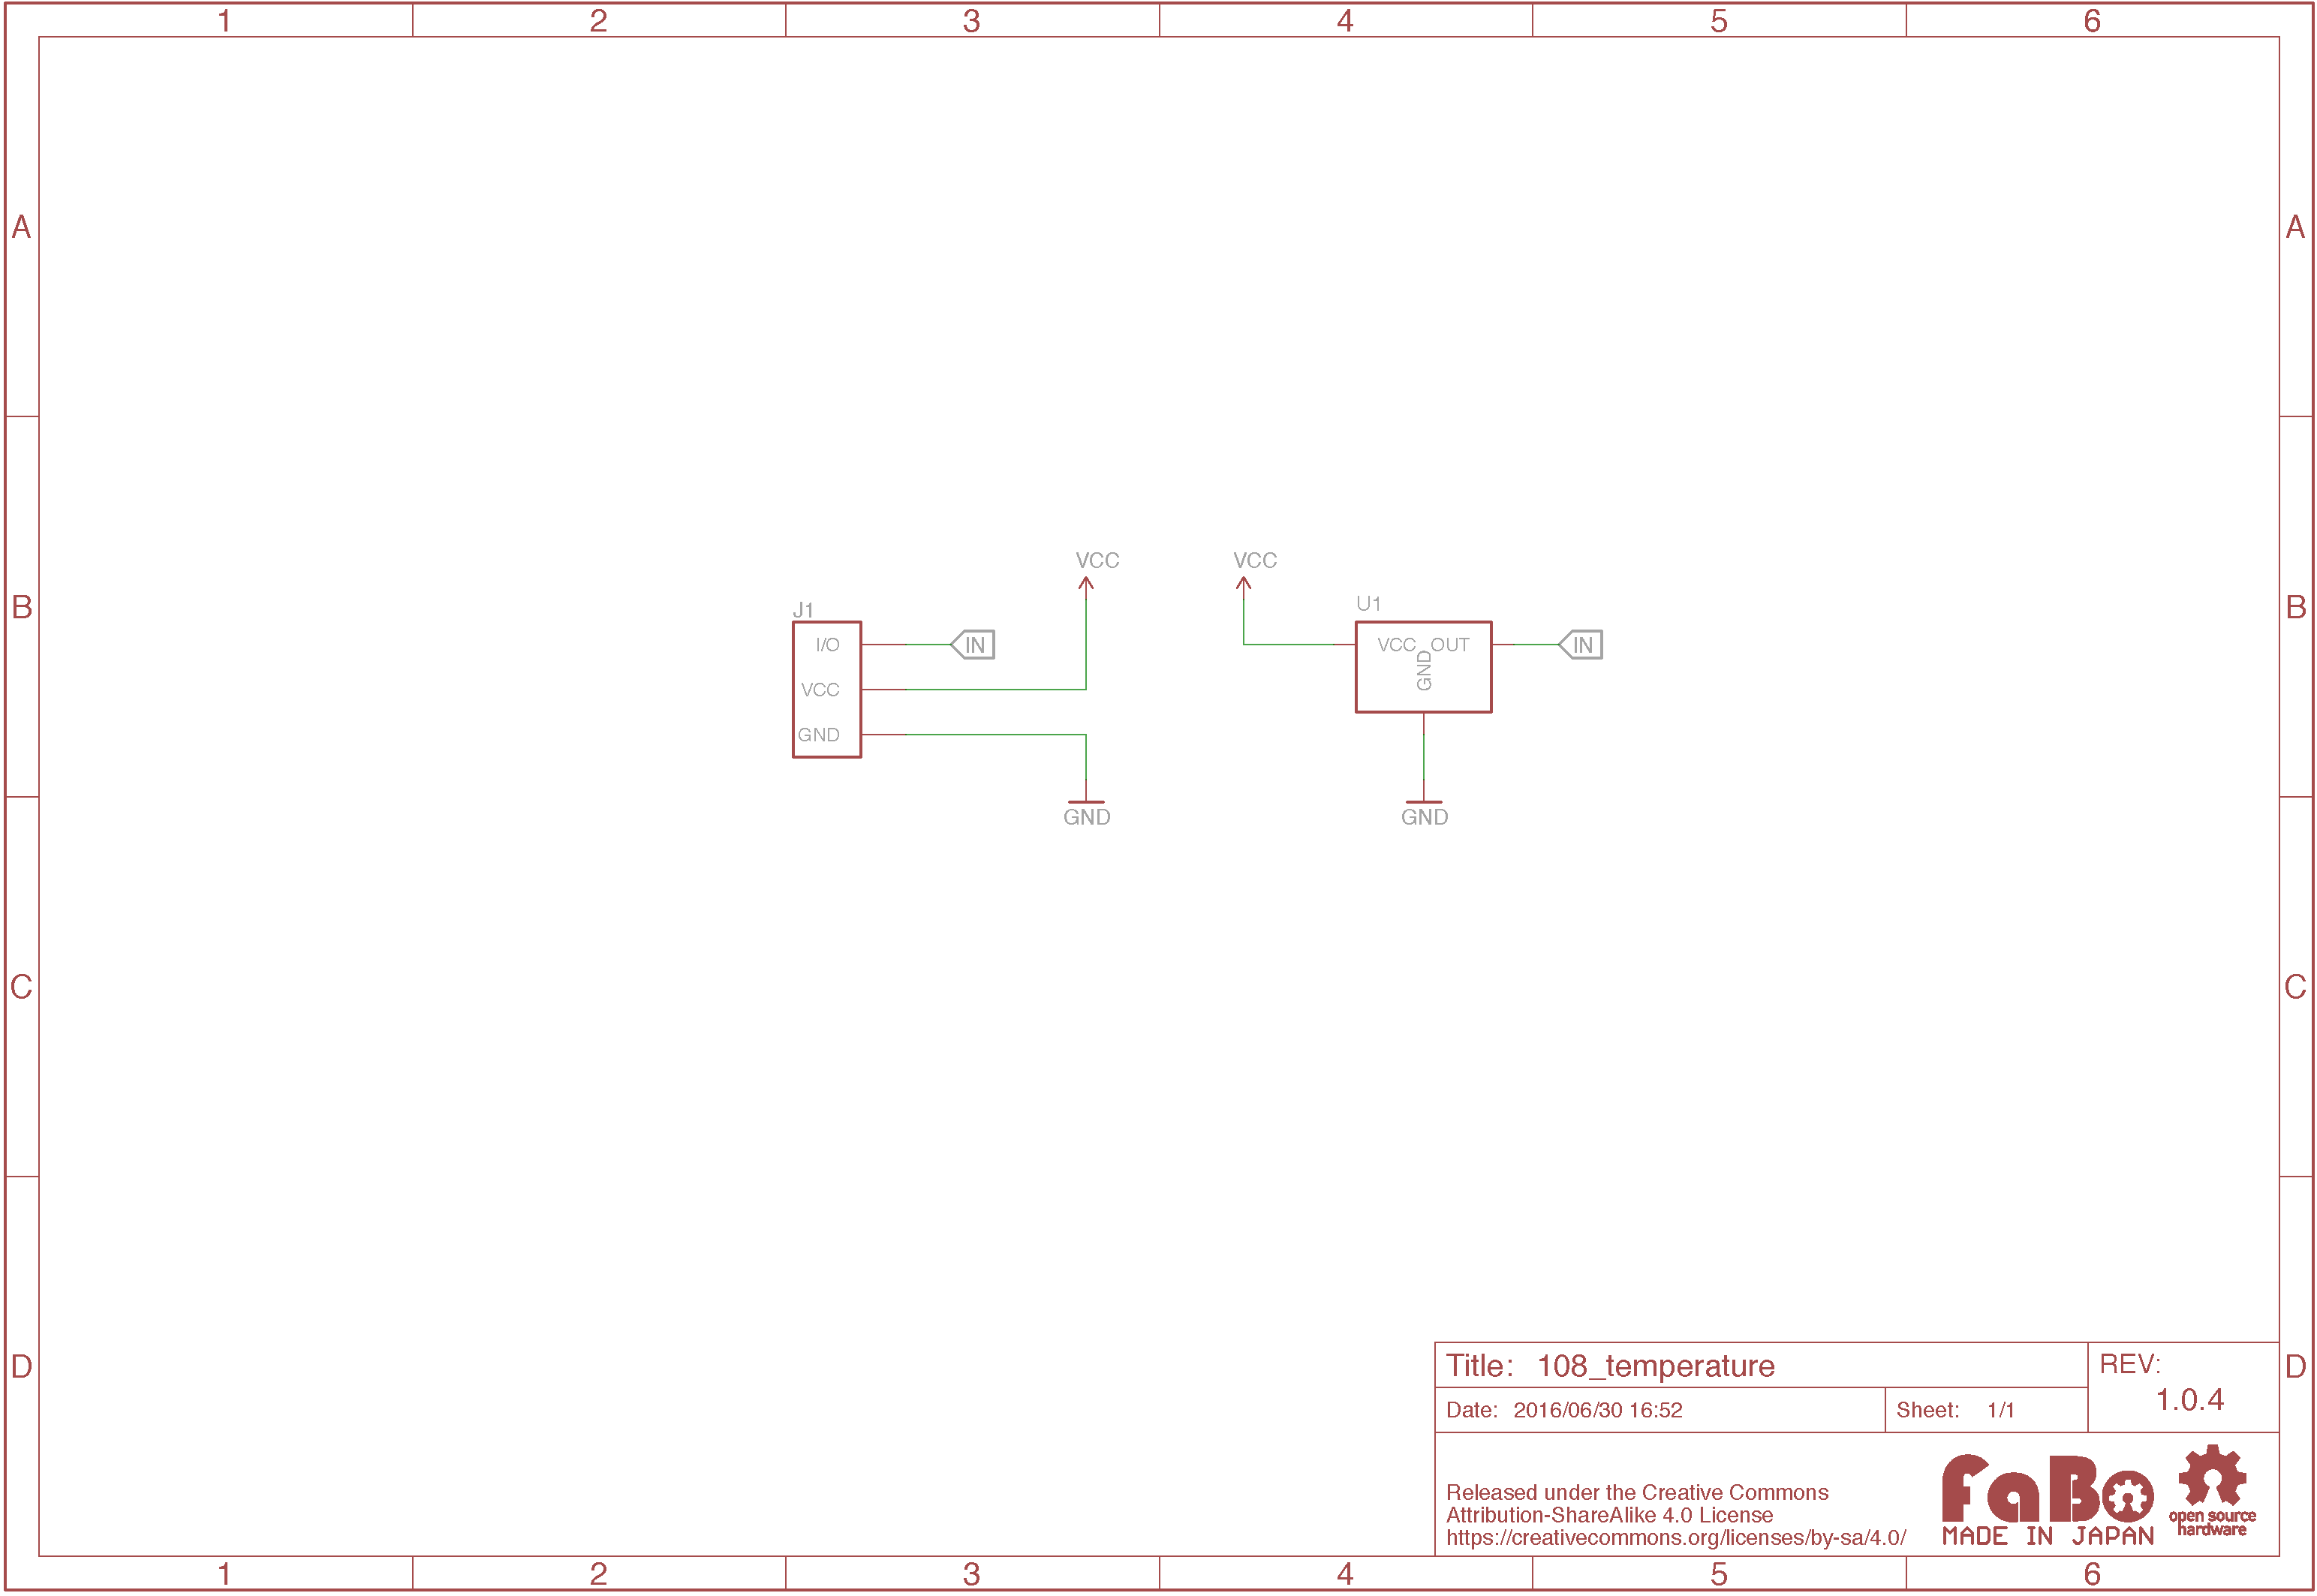 1 2 3 4 5 6
A A
VCC VCC
B J1 U1 B
I/O IN VCC OUT IN
GND
VCC
GND
GND GND
C C
D D
Title: 108_temperature
REV:
1.0.4
Date: 2016/06/30 16:52
Sheet: 1/1
Released under the Creative Commons
Attribution-ShareAlike 4.0 License
https://creativecommons.org/licenses/by-sa/4.0/
FaBo
MADE IN JAPAN
open source
hardware
1 2 3 4 5 6